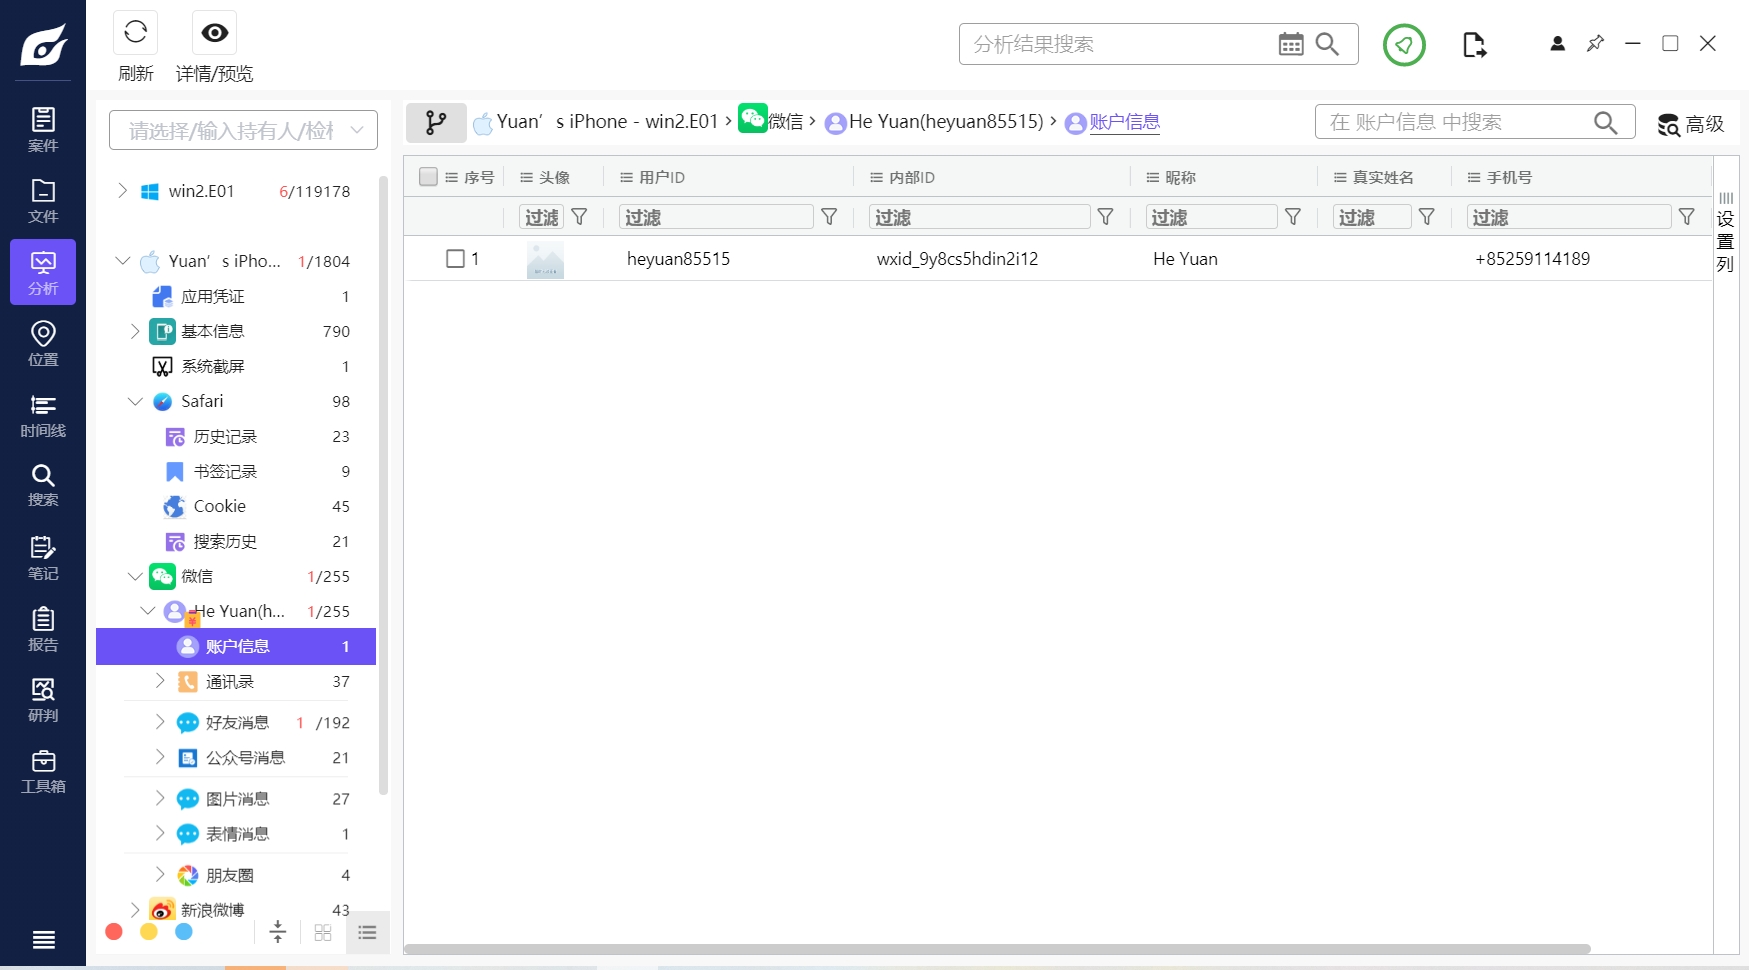 刷新
详情/预览
分析结果搜索
案件
文件
分析
位置
时间线
搜索
笔记
报告
研判
工具箱
请选择/输入持有人/检材
win2.E01 6/119178
Yuan’s iPho... 1/1804
应用凭证 1
基本信息 790
系统截屏 1
Safari 98
历史记录 23
书签记录 9
Cookie 45
搜索历史 21
微信 1/255
He Yuan(h... 1/255
账户信息 1
通讯录 37
好友消息 1 /192
公众号消息 21
图片消息 27
表情消息 1
朋友圈 4
新浪微博 43
Yuan’s iPhone - win2.E01 › 微信 › He Yuan(heyuan85515) › 账户信息
在 账户信息 中搜索
高级
序号 头像 用户ID 内部ID 昵称 真实姓名 手机号
过滤 过滤 过滤 过滤 过滤 过滤
1 heyuan85515 wxid_9y8cs5hdin2i12 He Yuan +85259114189
设置列